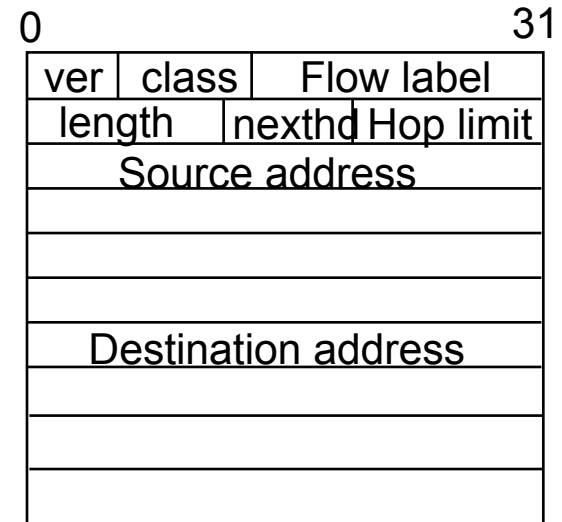 0 31
ver class Flow label
length nexthd Hop limit
Source address
Destination address